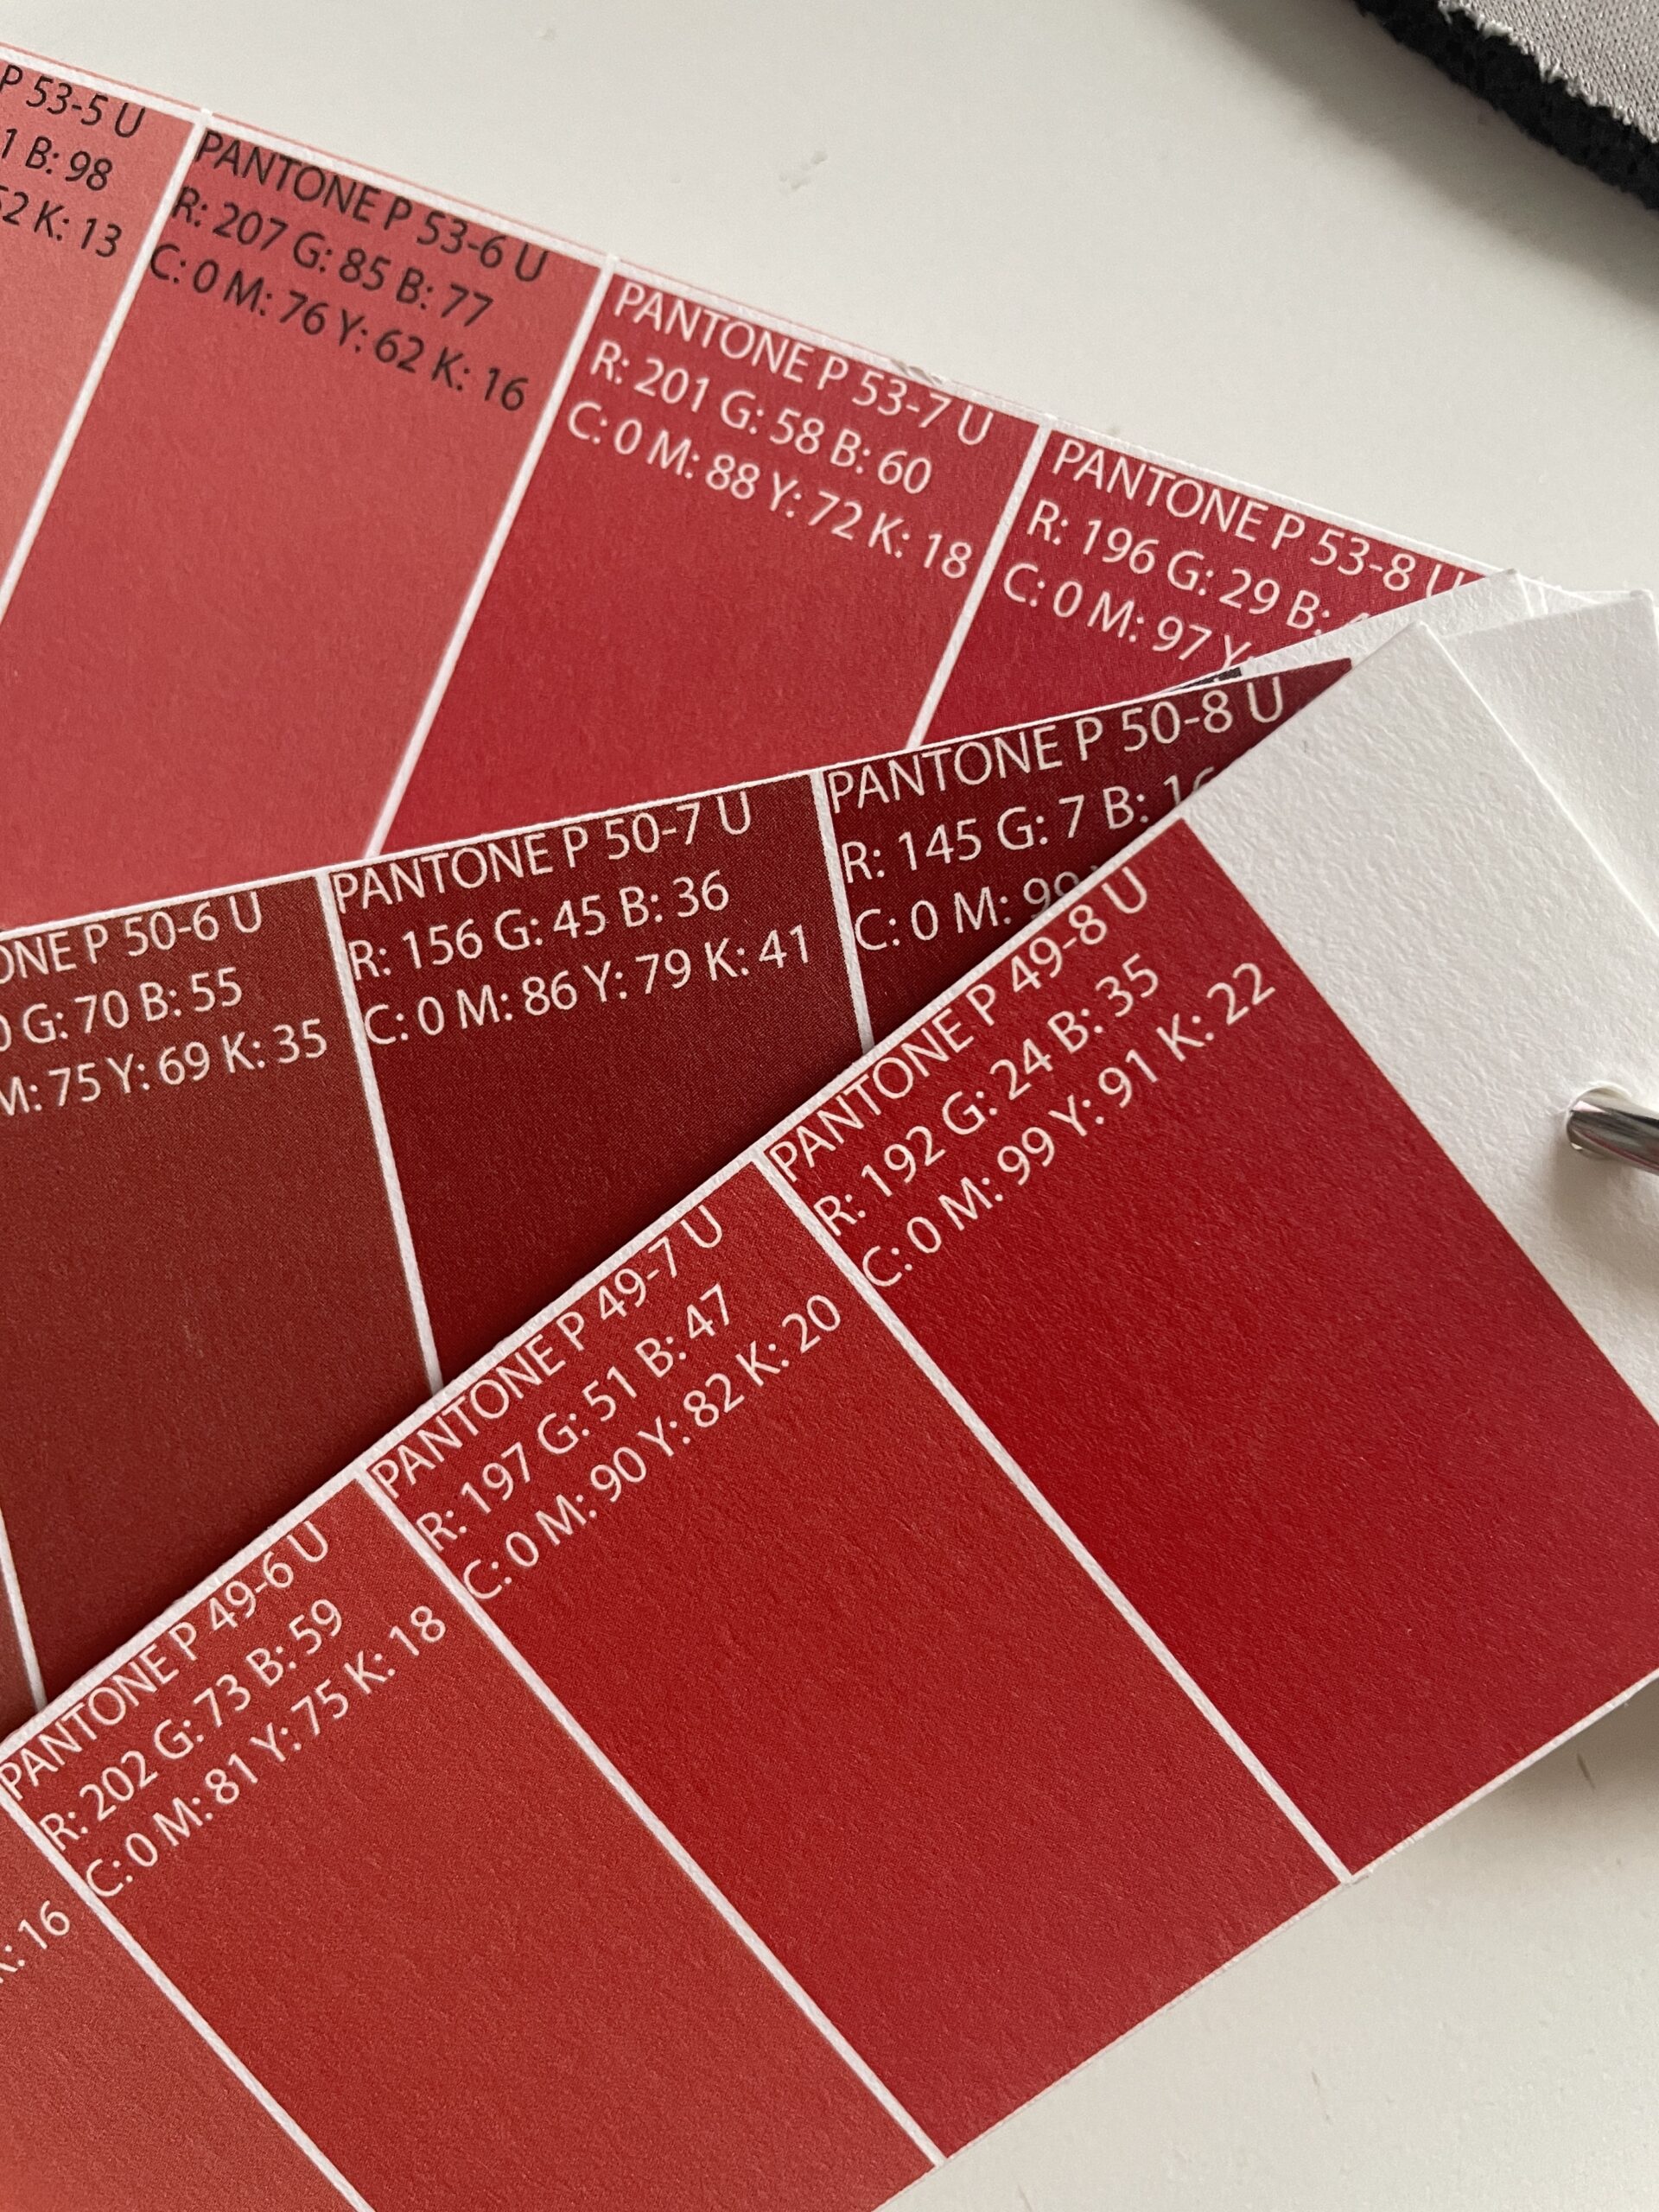 P 53-5 U
1 B: 98
52 K: 13
PANTONE P 53-6 U
R: 207 G: 85 B: 77
C: 0 M: 76 Y: 62 K: 16
PANTONE P 53-7 U
R: 201 G: 58 B: 60
C: 0 M: 88 Y: 72 K: 18
PANTONE P 53-8 U
R: 196 G: 29 B:
C: 0 M: 97 Y:
P 50-6 U
G: 70 B: 55
M: 75 Y: 69 K: 35
PANTONE P 50-7 U
R: 156 G: 45 B: 36
C: 0 M: 86 Y: 79 K: 41
PANTONE P 50-8 U
R: 145 G: 7 B:
C: 0 M: 99
PANTONE P 49-8 U
R: 192 G: 24 B: 35
C: 0 M: 99 Y: 91 K: 22
PANTONE P 49-7 U
R: 197 G: 51 B: 47
C: 0 M: 90 Y: 82 K: 20
PANTONE P 49-6 U
R: 202 G: 73 B: 59
C: 0 M: 81 Y: 75 K: 18
K: 16